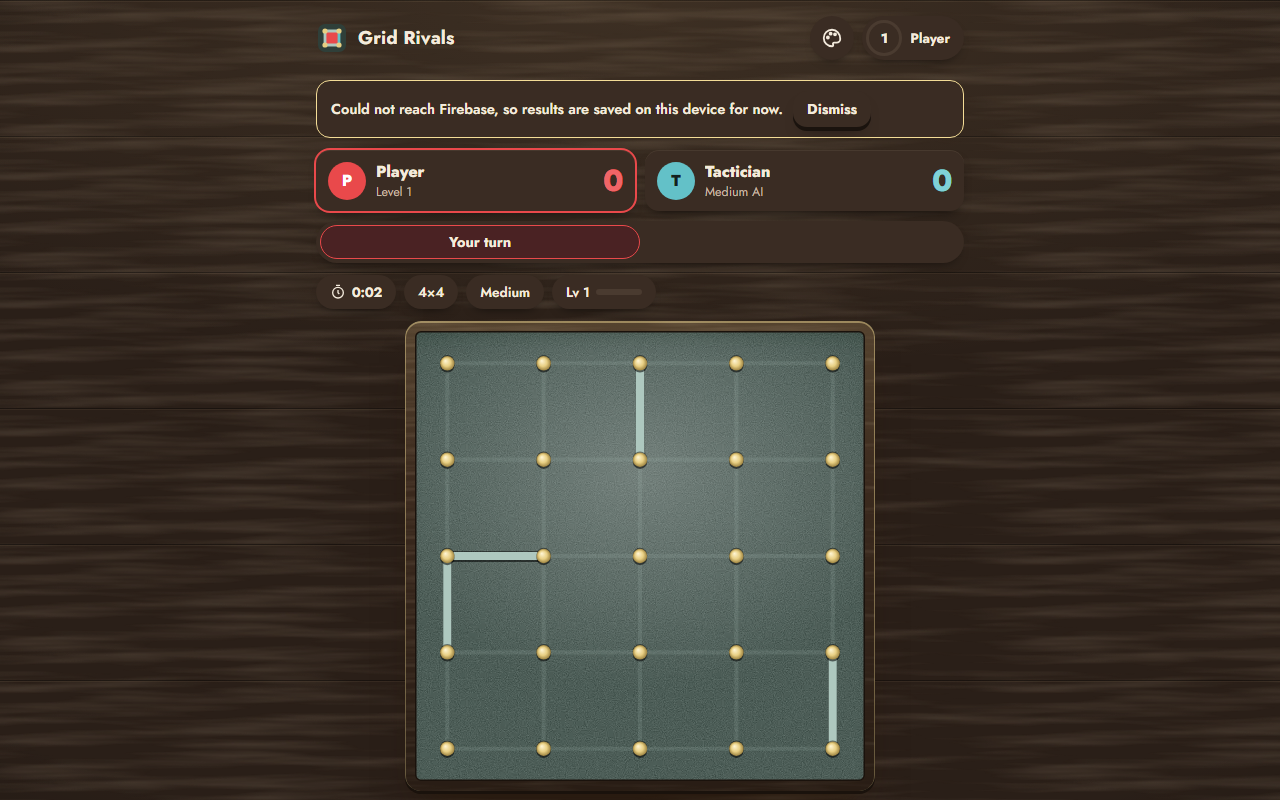 Grid Rivals
1 Player
Could not reach Firebase, so results are saved on this device for now. Dismiss
P Player 0
Level 1
T Tactician 0
Medium AI
Your turn
0:02 4×4 Medium Lv 1